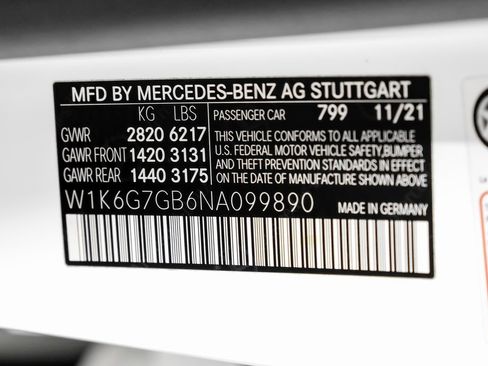 MFD BY MERCEDES-BENZ AG STUTTGART
KG LBS PASSENGER CAR 799 11/21
GWR 2820 6217 THIS VEHICLE CONFORMS TO ALL APPLICABLE
GAWR FRONT 1420 3131 U.S. FEDERAL MOTOR VEHICLE SAFETY, BUMPER
GAWR REAR 1440 3175 AND THEFT PREVENTION STANDARDS IN EFFECT
ON DATE OF MANUFACTURE SHOWN ABOVE
W1K6G7GB6NA099890 MADE IN GERMANY